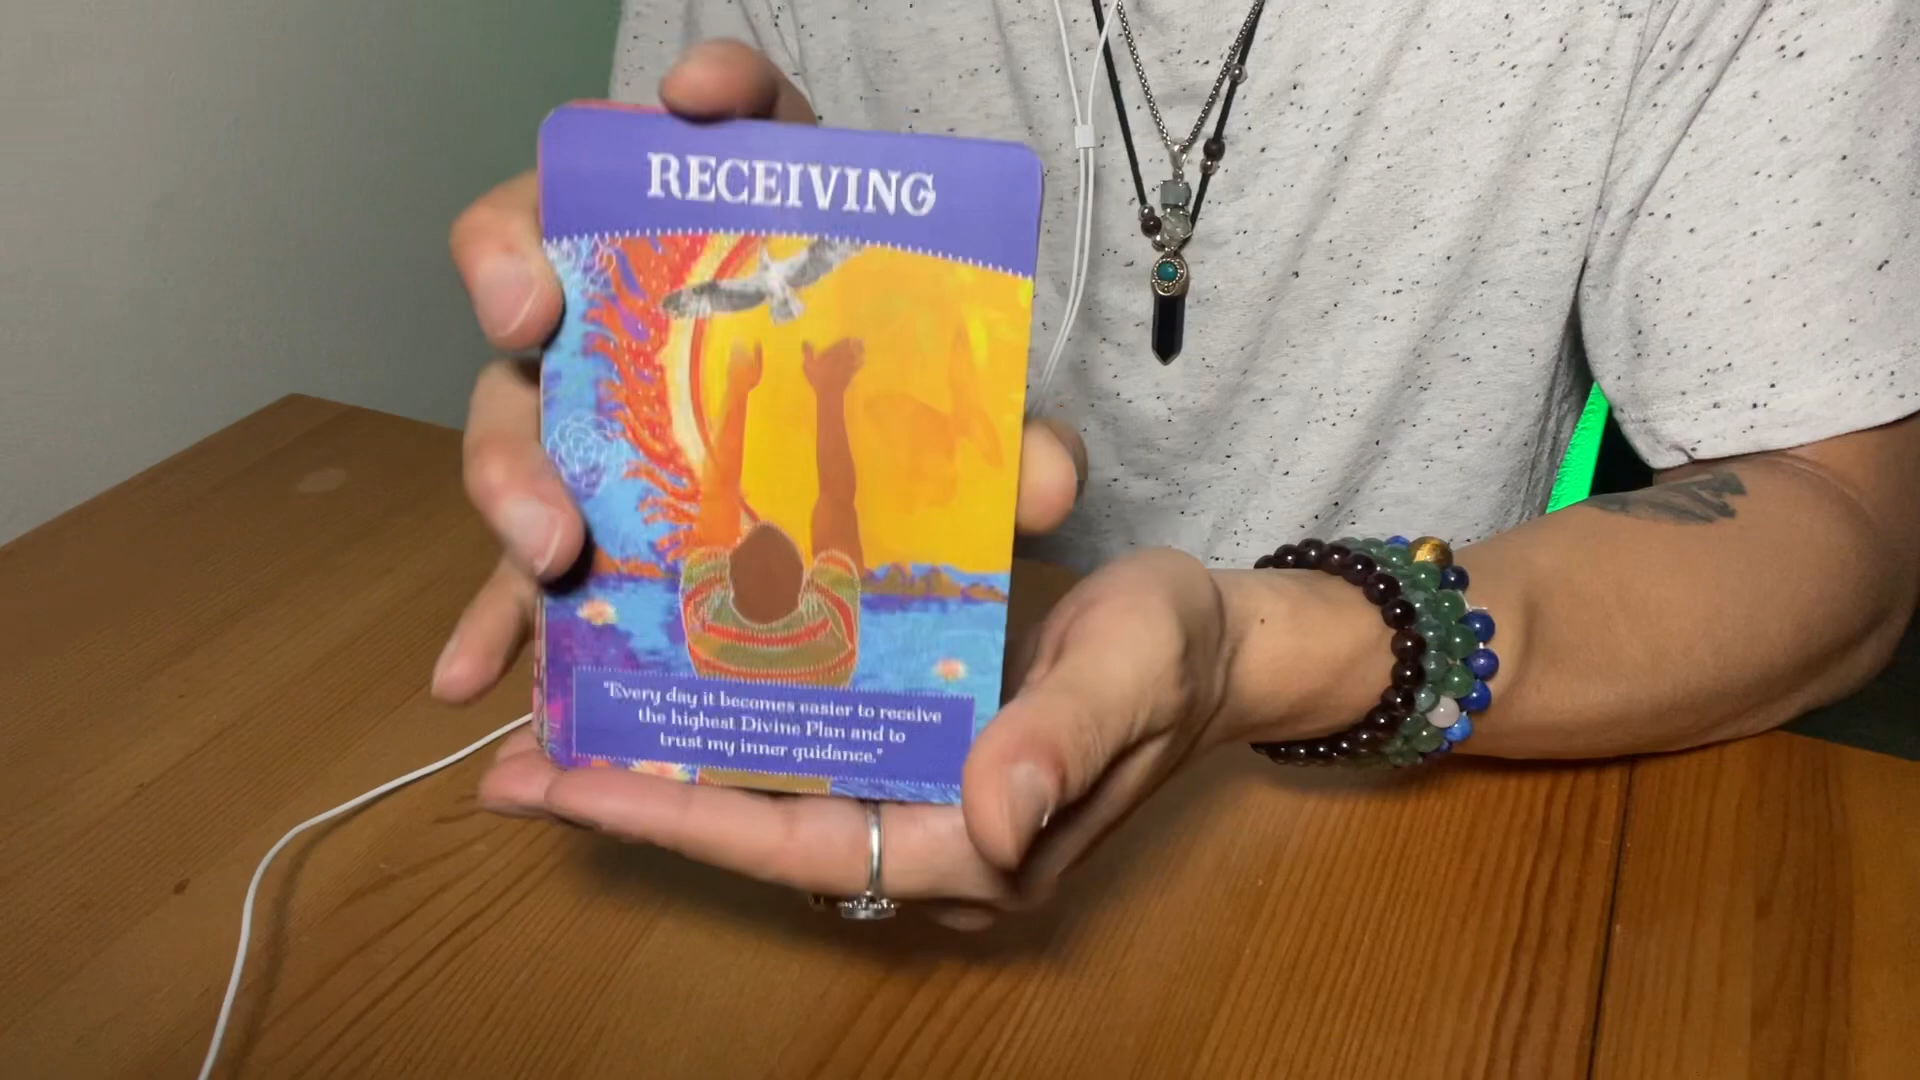 RECEIVING
"Every day it becomes easier to receive
the highest Divine Plan and to
trust my inner guidance."